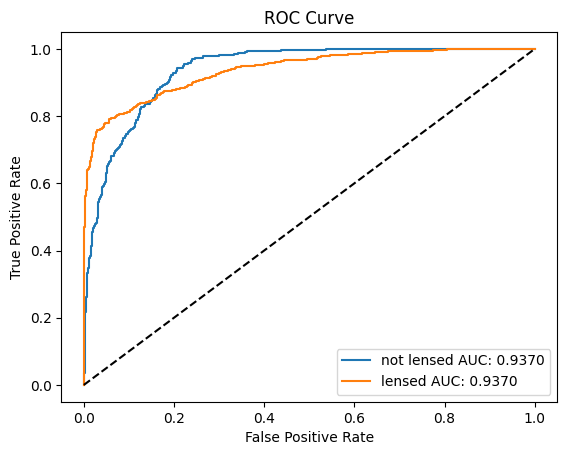 ROC Curve
1.0
0.8
0.6
0.4
0.2
0.0
True Positive Rate
0.0 0.2 0.4 0.6 0.8 1.0
False Positive Rate
not lensed AUC: 0.9370
lensed AUC: 0.9370